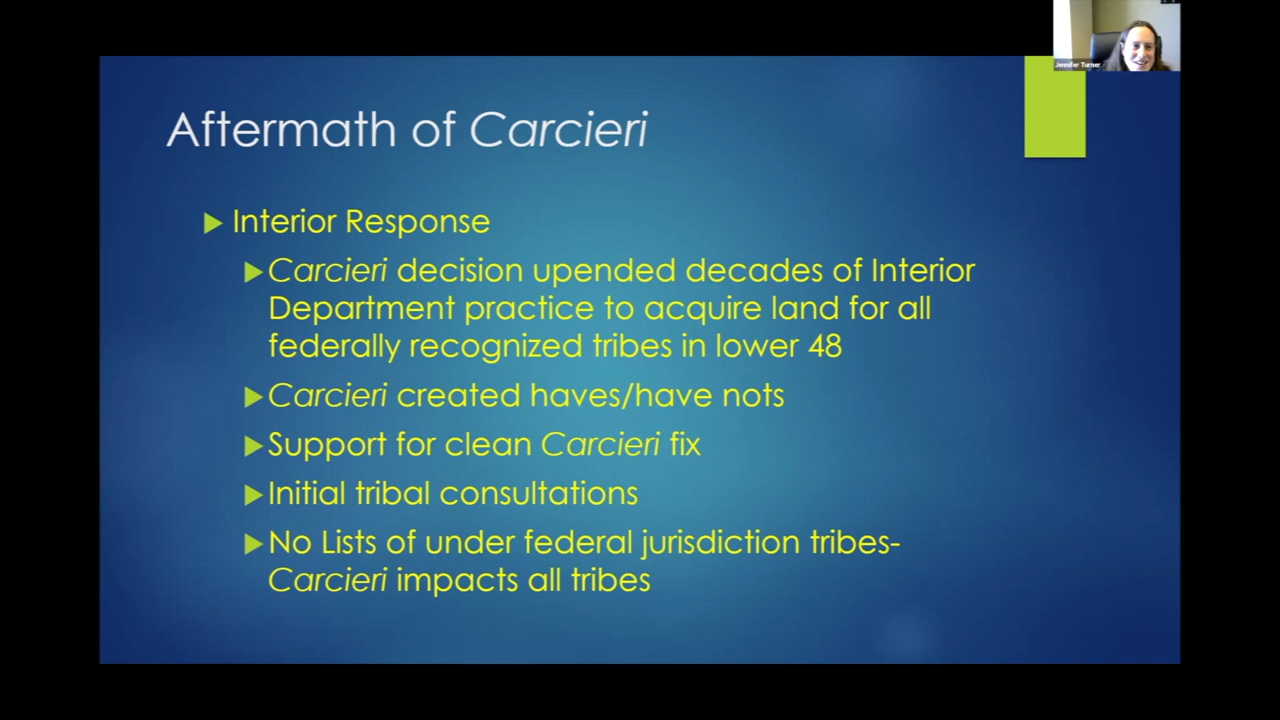 Jennifer Turner
Aftermath of Carcieri
Interior Response
Carcieri decision upended decades of Interior
Department practice to acquire land for all
federally recognized tribes in lower 48
Carcieri created haves/have nots
Support for clean Carcieri fix
Initial tribal consultations
No Lists of under federal jurisdiction tribes-
Carcieri impacts all tribes